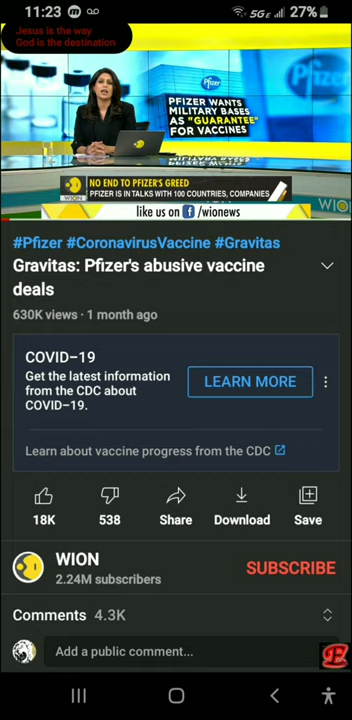 11:23
5GE 27%
Jesus is the way
God is the destination
Pfizer
Pfizer
PFIZER WANTS
MILITARY BASES
AS "GUARANTEE"
FOR VACCINES
NO END TO PFIZER'S GREED
WION
PFIZER IS IN TALKS WITH 100 COUNTRIES, COMPANIES
like us on f /wionews
WION
#Pfizer #CoronavirusVaccine #Gravitas
Gravitas: Pfizer's abusive vaccine
deals
630K views · 1 month ago
COVID-19
Get the latest information
from the CDC about
COVID-19.
LEARN MORE
Learn about vaccine progress from the CDC
18K 538 Share Download Save
WION
2.24M subscribers
SUBSCRIBE
Comments 4.3K
Add a public comment...